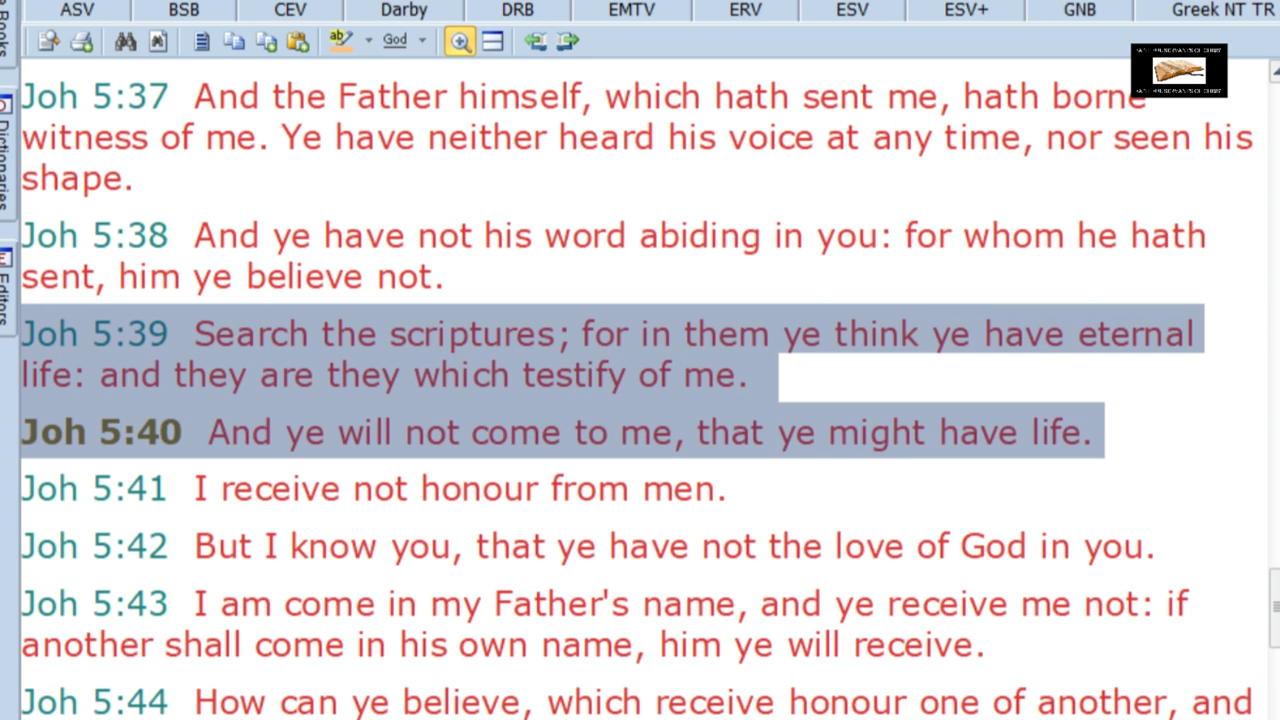 ASV BSB CEV Darby DRB EMTV ERV ESV ESV+ GNB Greek NT TR
God
Books
Dictionaries
Editors
Joh 5:37 And the Father himself, which hath sent me, hath borne
witness of me. Ye have neither heard his voice at any time, nor seen his
shape.
Joh 5:38 And ye have not his word abiding in you: for whom he hath
sent, him ye believe not.
Joh 5:39 Search the scriptures; for in them ye think ye have eternal
life: and they are they which testify of me.
Joh 5:40 And ye will not come to me, that ye might have life.
Joh 5:41 I receive not honour from men.
Joh 5:42 But I know you, that ye have not the love of God in you.
Joh 5:43 I am come in my Father's name, and ye receive me not: if
another shall come in his own name, him ye will receive.
Joh 5:44 How can ye believe, which receive honour one of another, and